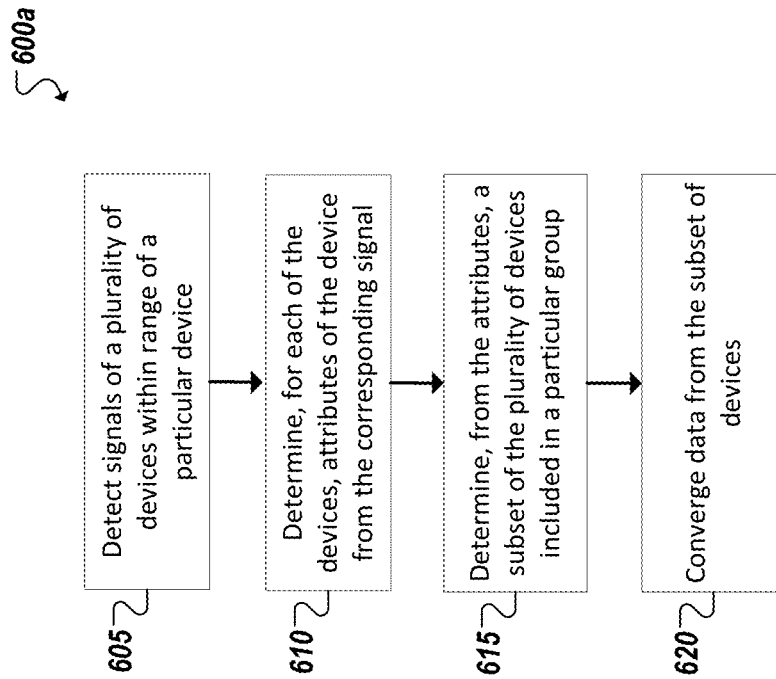 600a
605
Detect signals of a plurality of
devices within range of a
particular device
610
Determine, for each of the
devices, attributes of the device
from the corresponding signal
615
Determine, from the attributes, a
subset of the plurality of devices
included in a particular group
620
Converge data from the subset of
devices